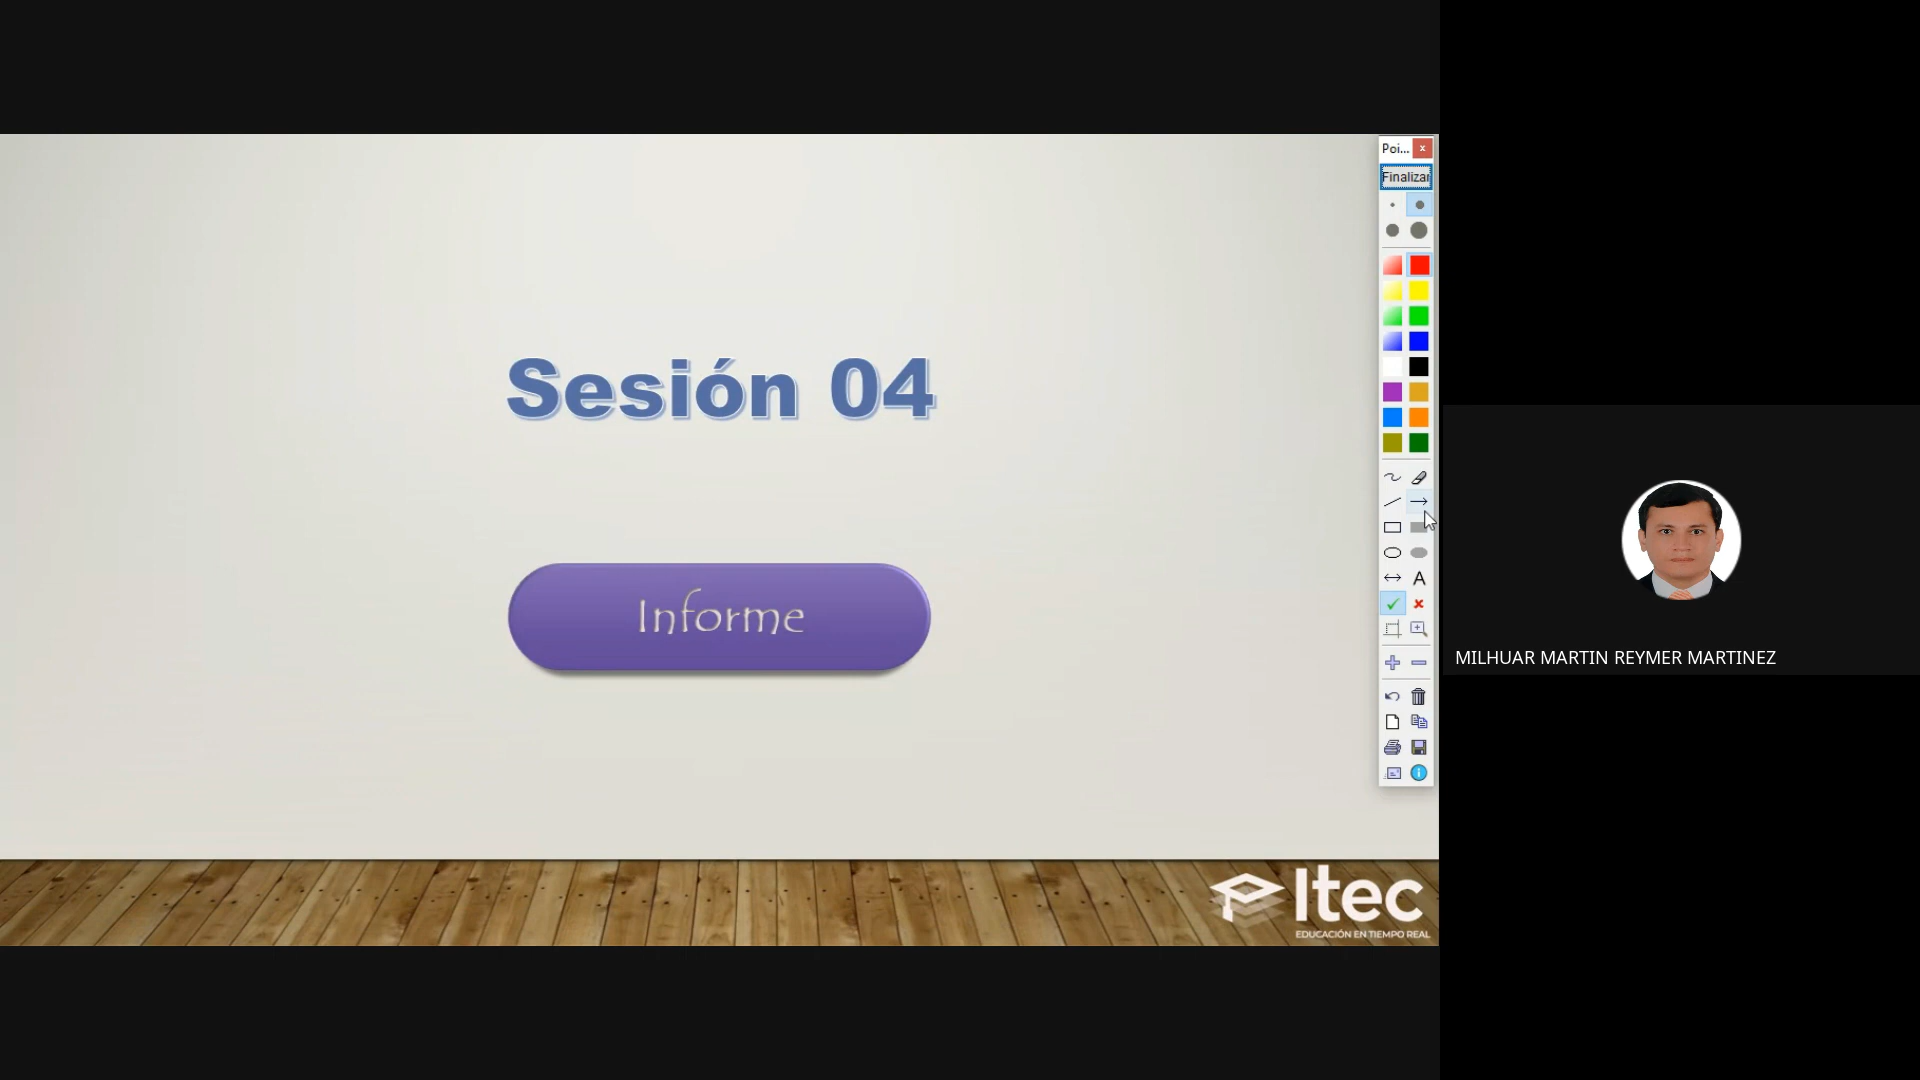 Sesión 04
Informe
Poi...
Finalizar
A
Itec
EDUCACIÓN EN TIEMPO REAL
MILHUAR MARTIN REYMER MARTINEZ